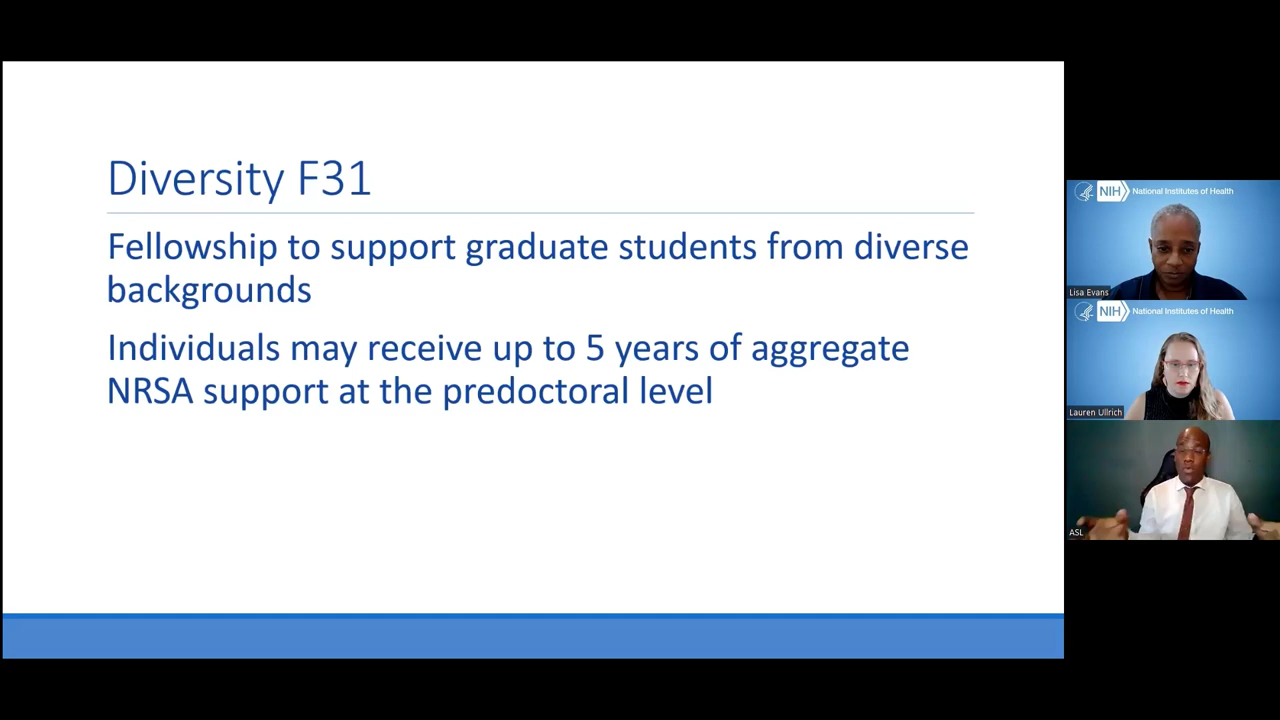 Diversity F31
Fellowship to support graduate students from diverse
backgrounds
Individuals may receive up to 5 years of aggregate
NRSA support at the predoctoral level
NIH National Institutes of Health
Lisa Evans
NIH National Institutes of Health
Lauren Ullrich
ASL